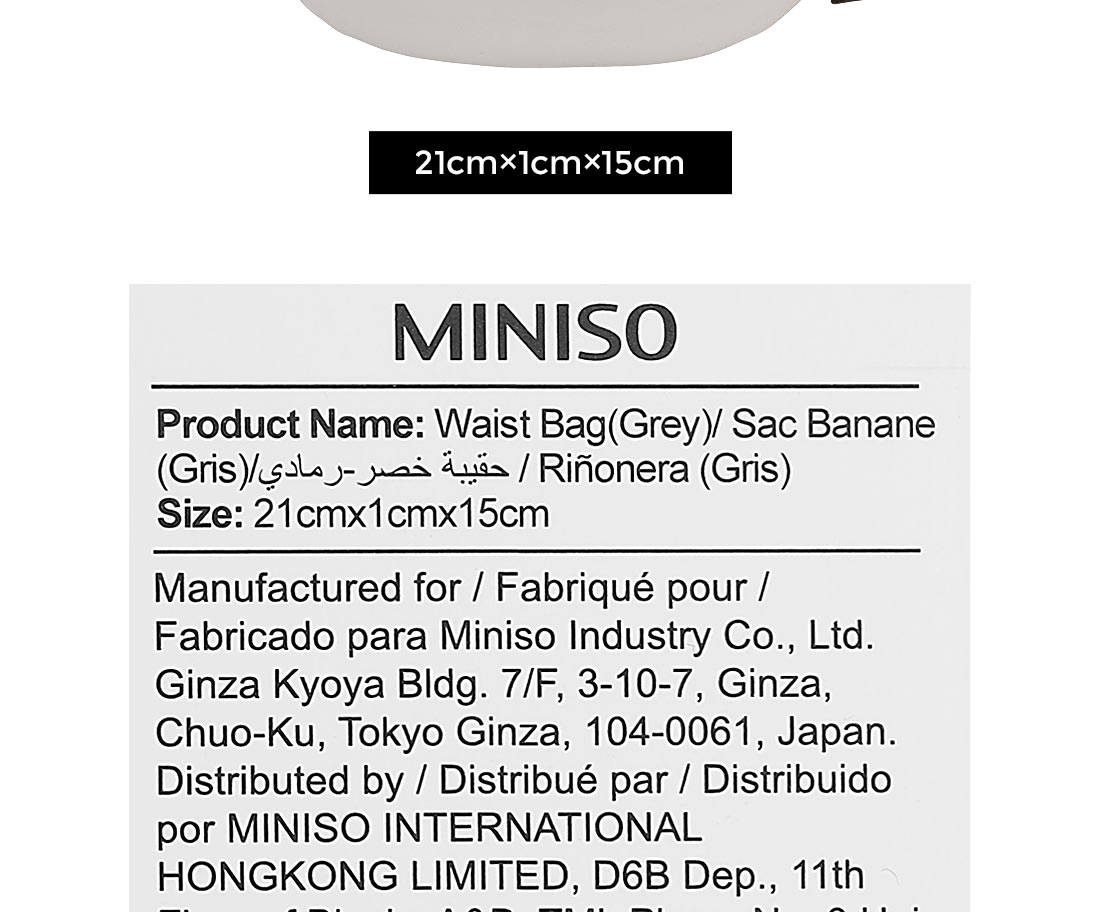 21cm×1cm×15cm
MINISO
Product Name: Waist Bag(Grey)/ Sac Banane
(Gris)/حقيبة خصر-رمادي / Riñonera (Gris)
Size: 21cmx1cmx15cm
Manufactured for / Fabriqué pour /
Fabricado para Miniso Industry Co., Ltd.
Ginza Kyoya Bldg. 7/F, 3-10-7, Ginza,
Chuo-Ku, Tokyo Ginza, 104-0061, Japan.
Distributed by / Distribué par / Distribuido
por MINISO INTERNATIONAL
HONGKONG LIMITED, D6B Dep., 11th